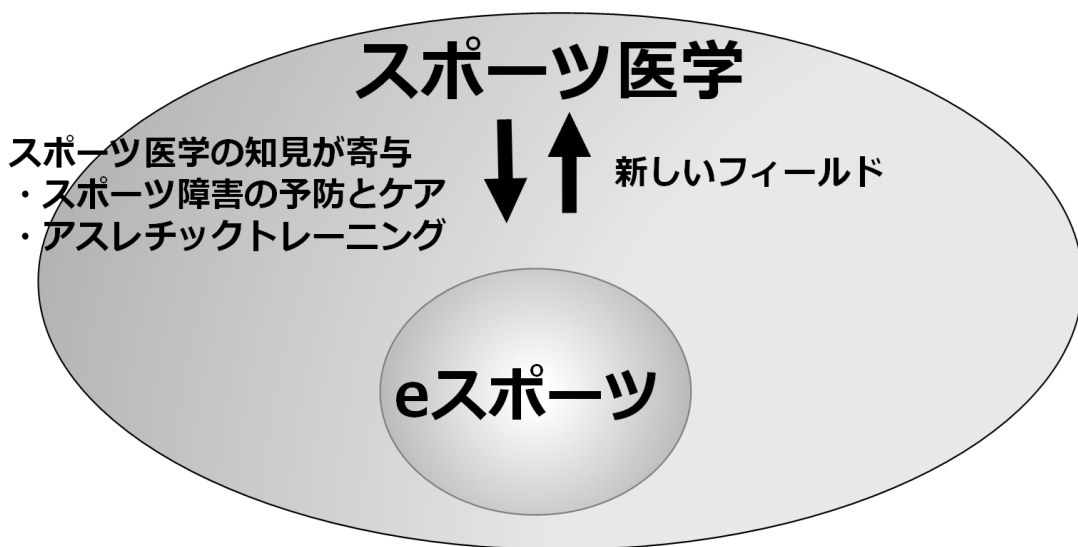 スポーツ医学
スポーツ医学の知見が寄与
・スポーツ障害の予防とケア
・アスレチックトレーニング
新しいフィールド
eスポーツ